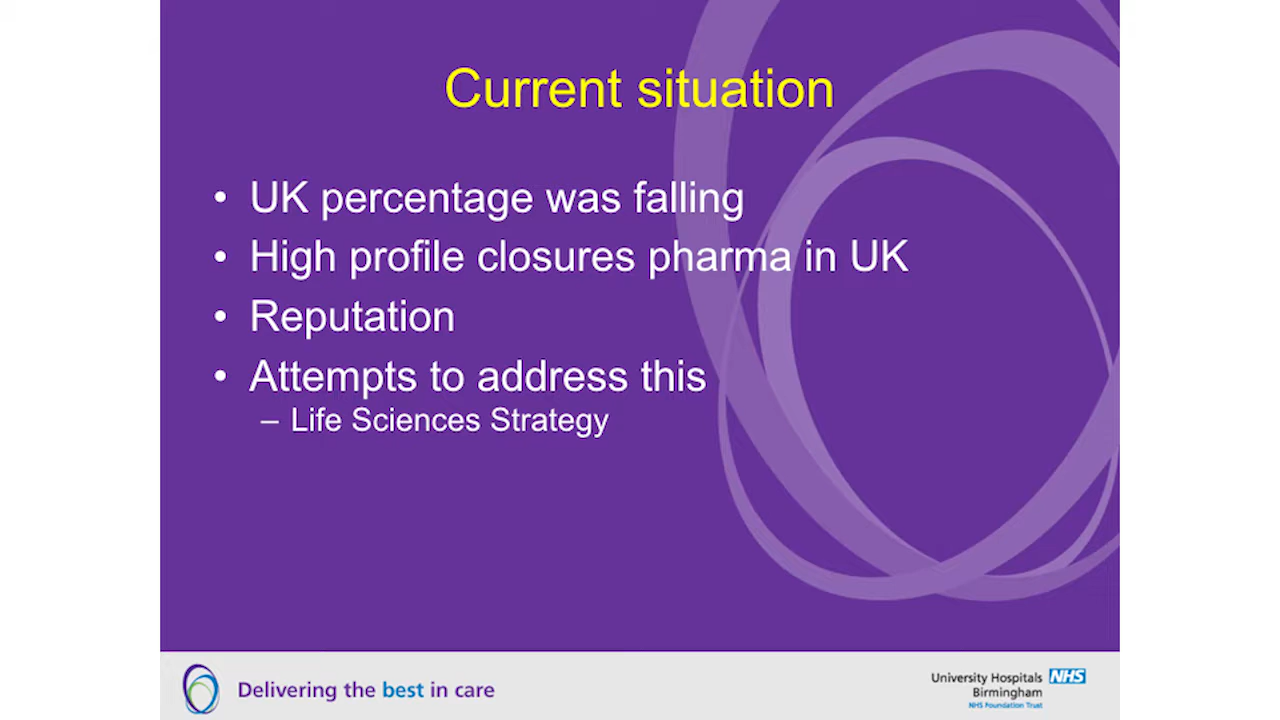 Current situation
• UK percentage was falling
• High profile closures pharma in UK
• Reputation
• Attempts to address this
– Life Sciences Strategy
Delivering the best in care
University Hospitals NHS
Birmingham
NHS Foundation Trust